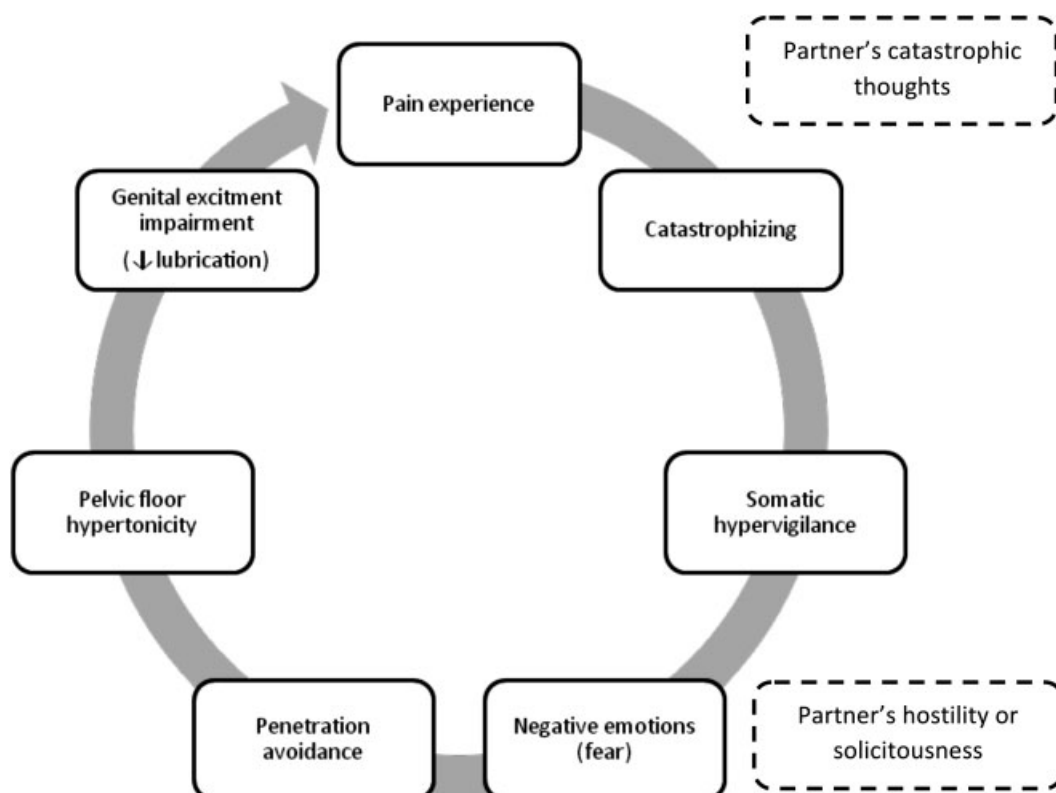 Partner’s catastrophic
thoughts
Pain experience
Genital excitment
impairment
(↓ lubrication)
Catastrophizing
Pelvic floor
hypertonicity
Somatic
hypervigilance
Penetration
avoidance
Negative emotions
(fear)
Partner’s hostility or
solicitousness